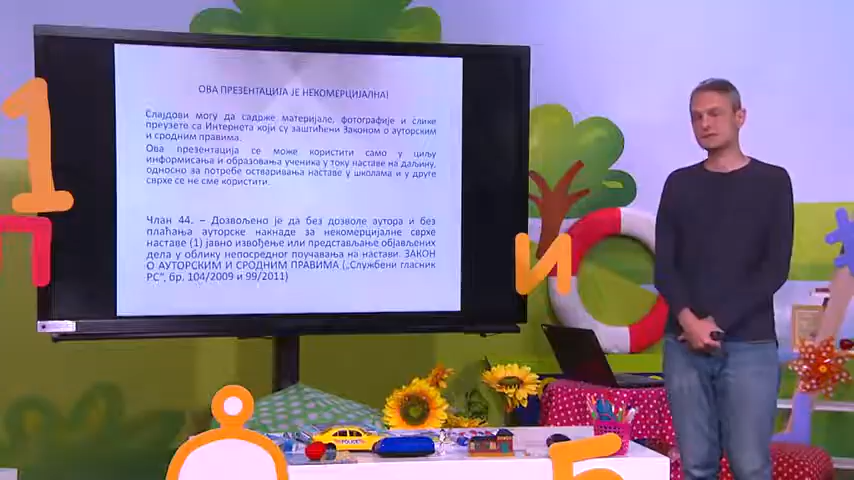 ОВА ПРЕЗЕНТАЦИЈА ЈЕ НЕКОМЕРЦИЈАЛНА!
Слајдови могу да садрже материјале, фотографије и слике
преузете са Интернета који су заштићени Законом о ауторским
и сродним правима.
Ова презентација се може користити само у циљу
информисања и образовања ученика у току наставе на даљину,
односно за потребе остваривања наставе у школама и у друге
сврхе се не сме користити.
Члан 44. – Дозвољено је да без дозволе аутора и без
плаћања ауторске накнаде за некомерцијалне сврхе
наставе (1) јавно извођење или представљање објављених
дела у облику непосредног поучавања на настави. ЗАКОН
О АУТОРСКИМ И СРОДНИМ ПРАВИМА („Службени гласник
РС“, бр. 104/2009 и 99/2011)
1
И
П
POLICE
5